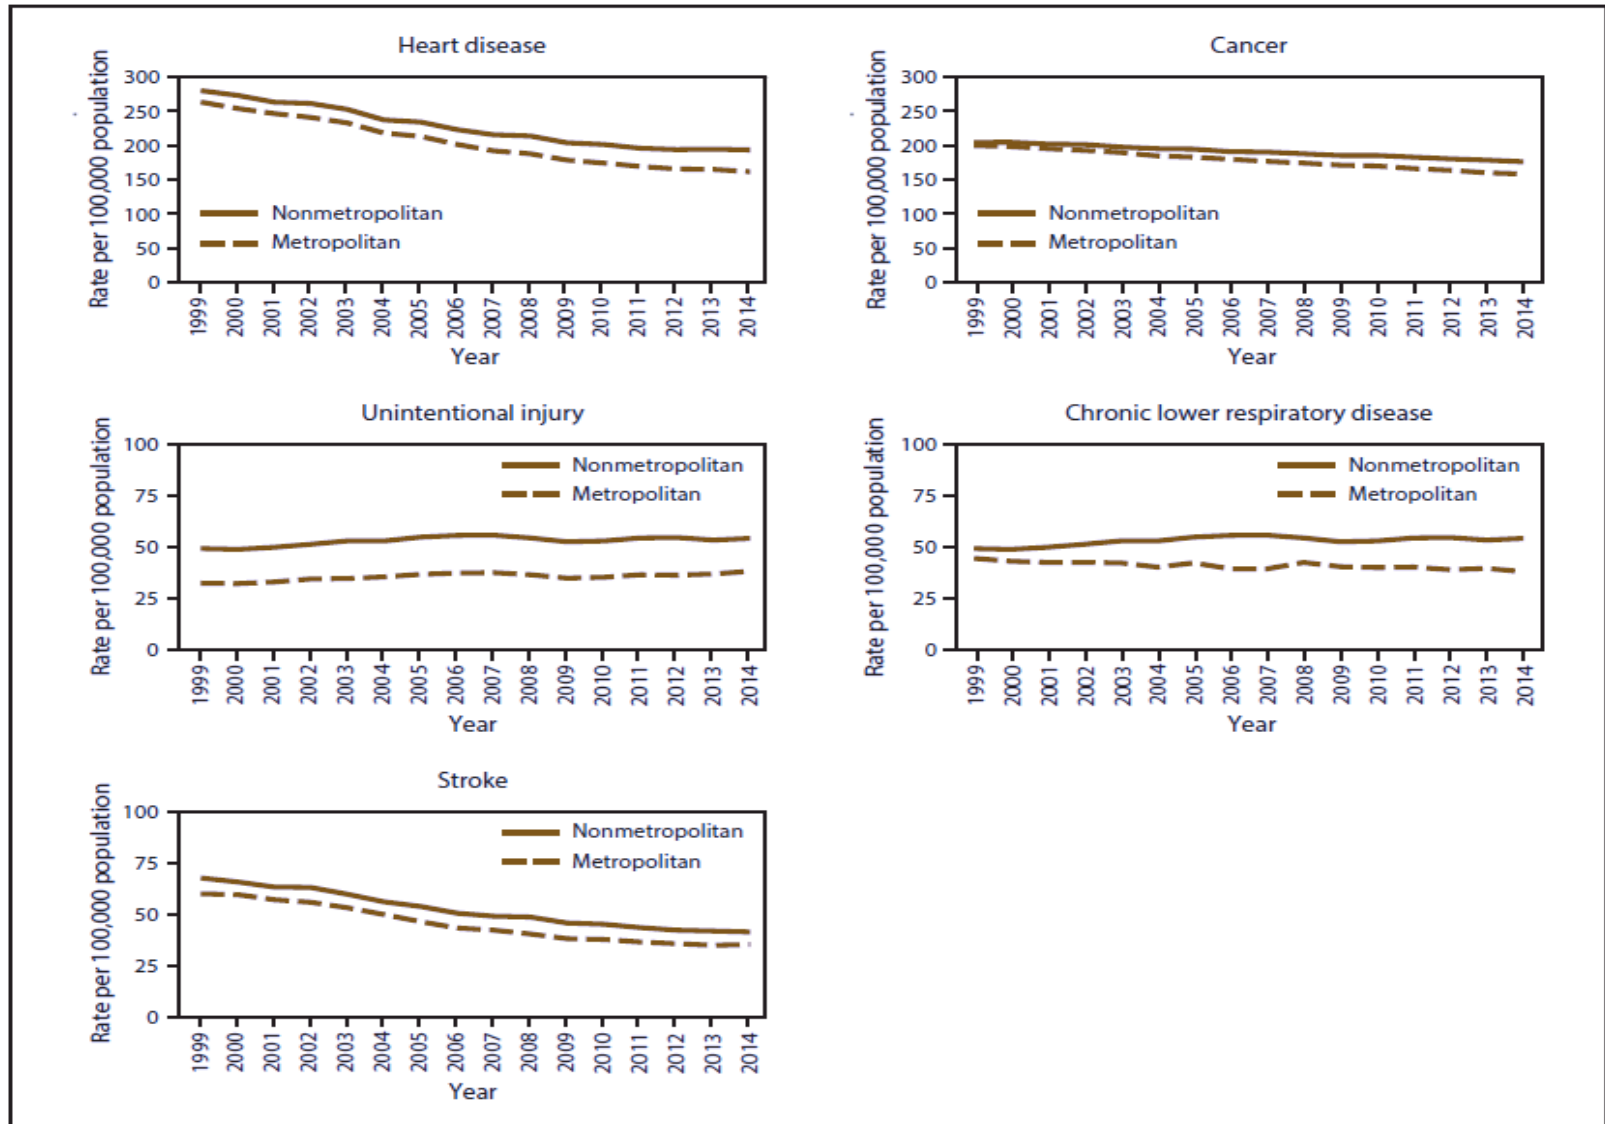 Heart disease
Rate per 100,000 population
300
250
200
150
100
50
0
Nonmetropolitan
Metropolitan
1999 2000 2001 2002 2003 2004 2005 2006 2007 2008 2009 2010 2011 2012 2013 2014
Year
Cancer
Rate per 100,000 population
300
250
200
150
100
50
0
Nonmetropolitan
Metropolitan
1999 2000 2001 2002 2003 2004 2005 2006 2007 2008 2009 2010 2011 2012 2013 2014
Year
Unintentional injury
Rate per 100,000 population
100
75
50
25
0
Nonmetropolitan
Metropolitan
1999 2000 2001 2002 2003 2004 2005 2006 2007 2008 2009 2010 2011 2012 2013 2014
Year
Chronic lower respiratory disease
Rate per 100,000 population
100
75
50
25
0
Nonmetropolitan
Metropolitan
1999 2000 2001 2002 2003 2004 2005 2006 2007 2008 2009 2010 2011 2012 2013 2014
Year
Stroke
Rate per 100,000 population
100
75
50
25
0
Nonmetropolitan
Metropolitan
1999 2000 2001 2002 2003 2004 2005 2006 2007 2008 2009 2010 2011 2012 2013 2014
Year